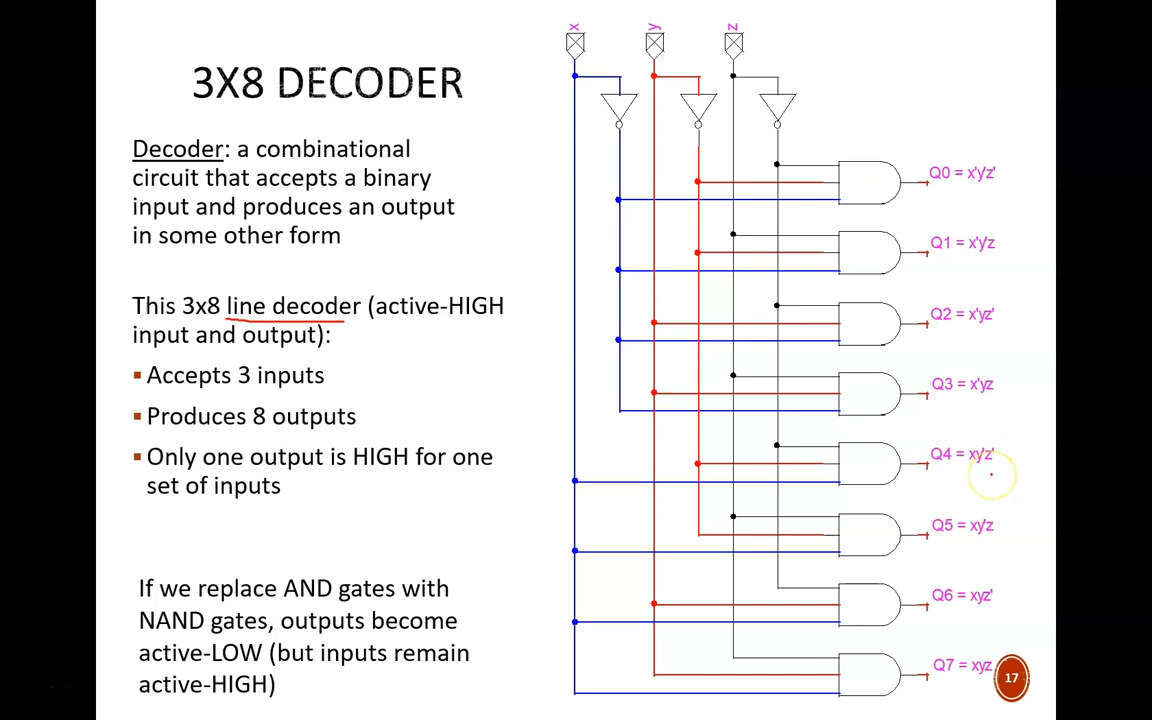 3X8 DECODER
Decoder: a combinational
circuit that accepts a binary
input and produces an output
in some other form
This 3x8 line decoder (active-HIGH
input and output):
▪ Accepts 3 inputs
▪ Produces 8 outputs
▪ Only one output is HIGH for one
set of inputs
If we replace AND gates with
NAND gates, outputs become
active-LOW (but inputs remain
active-HIGH)
x
y
z
Q0 = x'y'z'
Q1 = x'y'z
Q2 = x'yz'
Q3 = x'yz
Q4 = xy'z'
Q5 = xy'z
Q6 = xyz'
Q7 = xyz
17